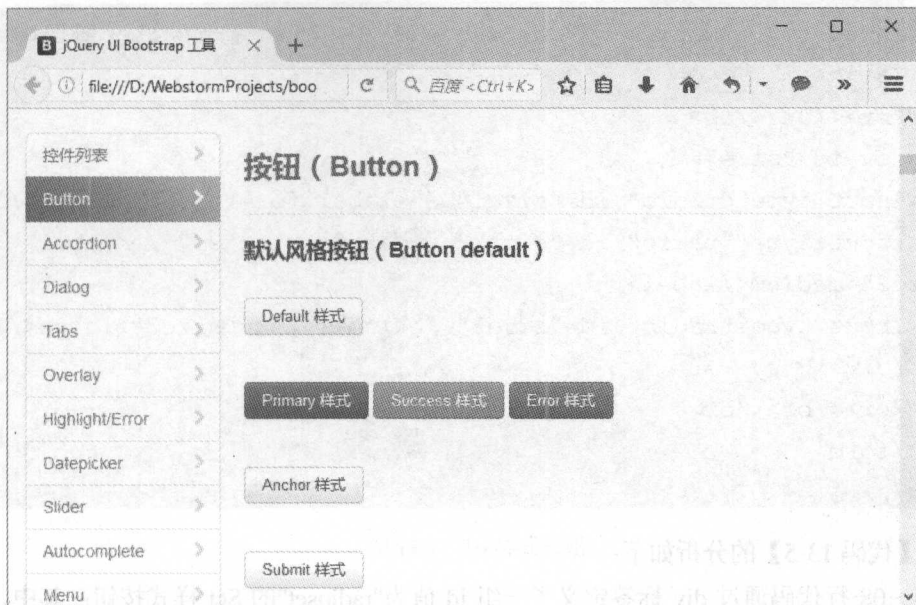 jQuery UI Bootstrap 工具
file:///D:/WebstormProjects/boo
百度 <Ctrl+K>
控件列表
Button
Accordion
Dialog
Tabs
Overlay
Highlight/Error
Datepicker
Slider
Autocomplete
Menu
按钮（Button）
默认风格按钮（Button default）
Default 样式
Primary 样式
Success 样式
Error 样式
Anchor 样式
Submit 样式